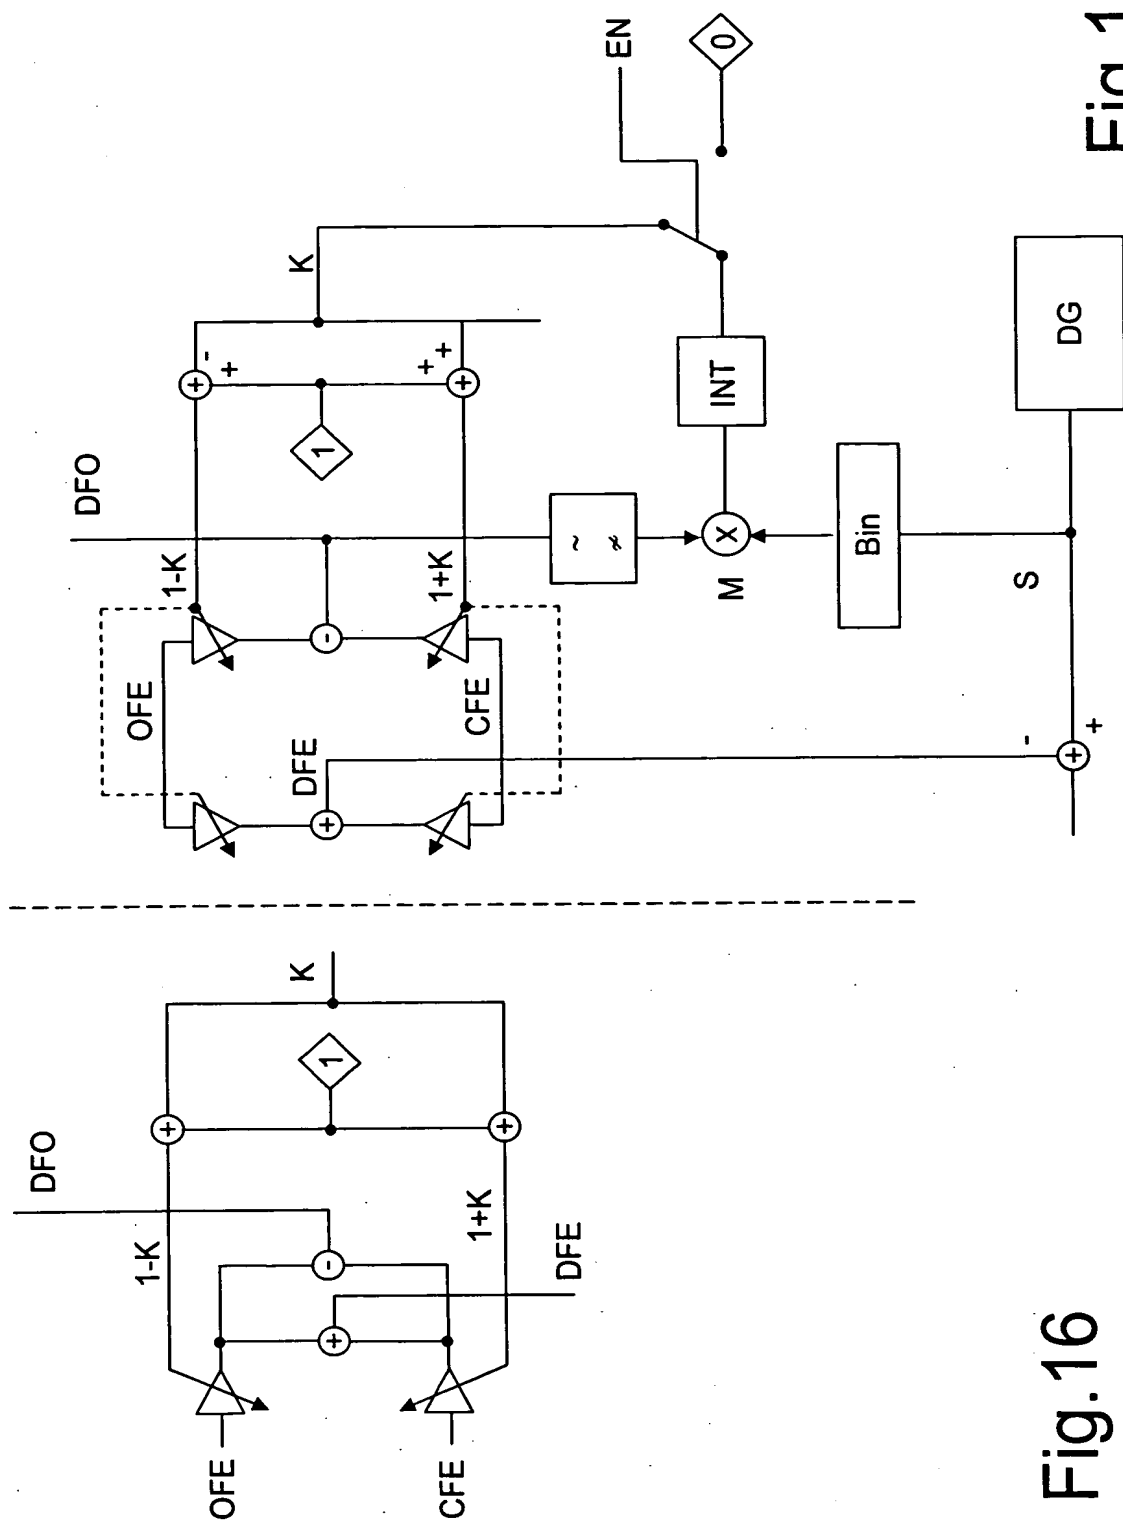 DFO
OFE
1-K
K
1
-
+
+
+
+
-
+
DFE
CFE
1+K
+
+
EN
0
~
~
X
M
INT
Bin
S
DG
-
+
+
DFO
OFE
1-K
K
1
+
+
-
+
CFE
1+K
DFE
Fig.16